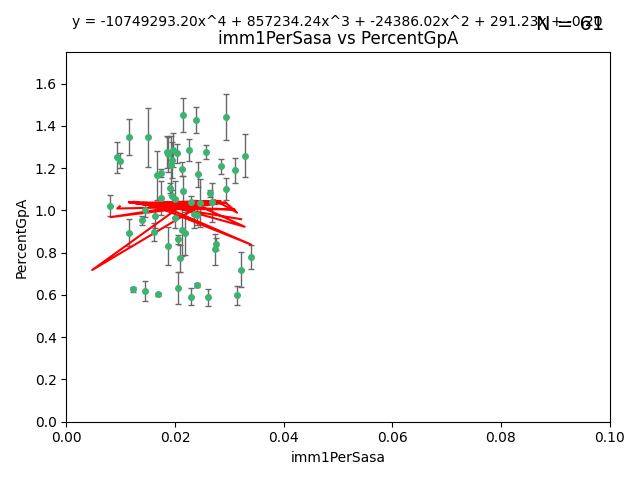 y = -10749293.20x^4 + 857234.24x^3 + -24386.02x^2 + 291.23x + -0.20
N = 61
imm1PerSasa vs PercentGpA
PercentGpA
1.6
1.4
1.2
1.0
0.8
0.6
0.4
0.2
0.0
0.00 0.02 0.04 0.06 0.08 0.10
imm1PerSasa